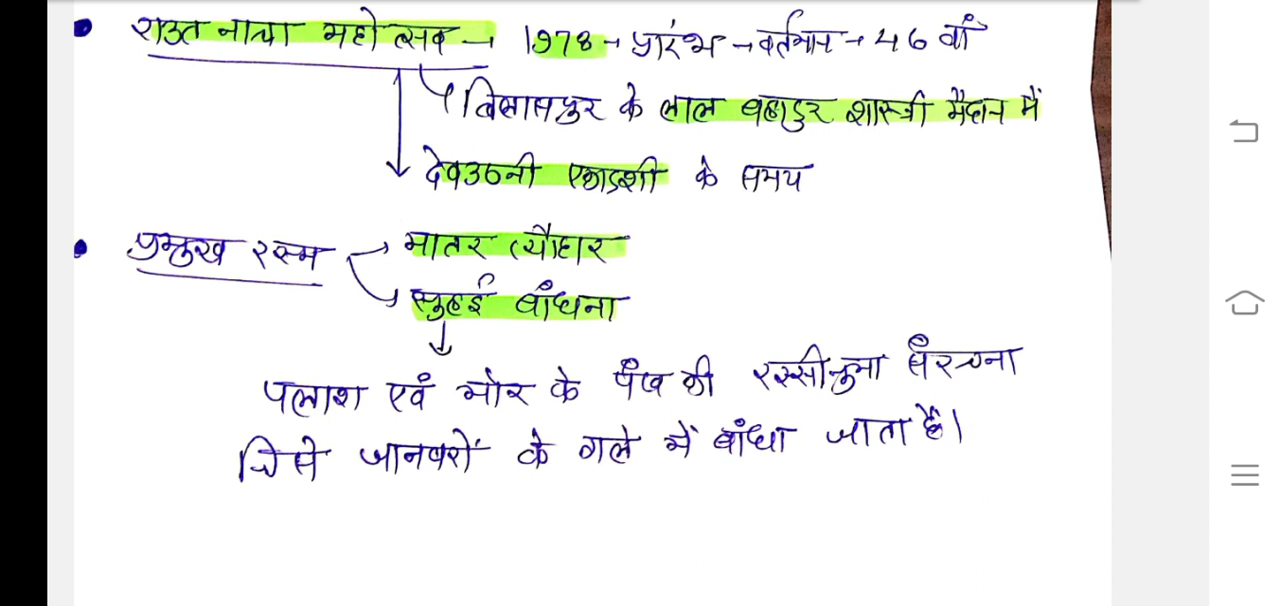 • राउत नाचा महोत्सव → 1978 → प्रारंभ → वर्तमान → 46 वाँ
↳ बिलासपुर के लाल बहादुर शास्त्री मैदान में
↓ देवउठनी एकादशी के समय
• प्रमुख रस्म → मातर त्यौहार
→ सुहई बाँधना
↓
पलाश एवं मोर के पंख की रस्सीनुमा संरचना
जिसे जानवरों के गले में बांधा जाता है।